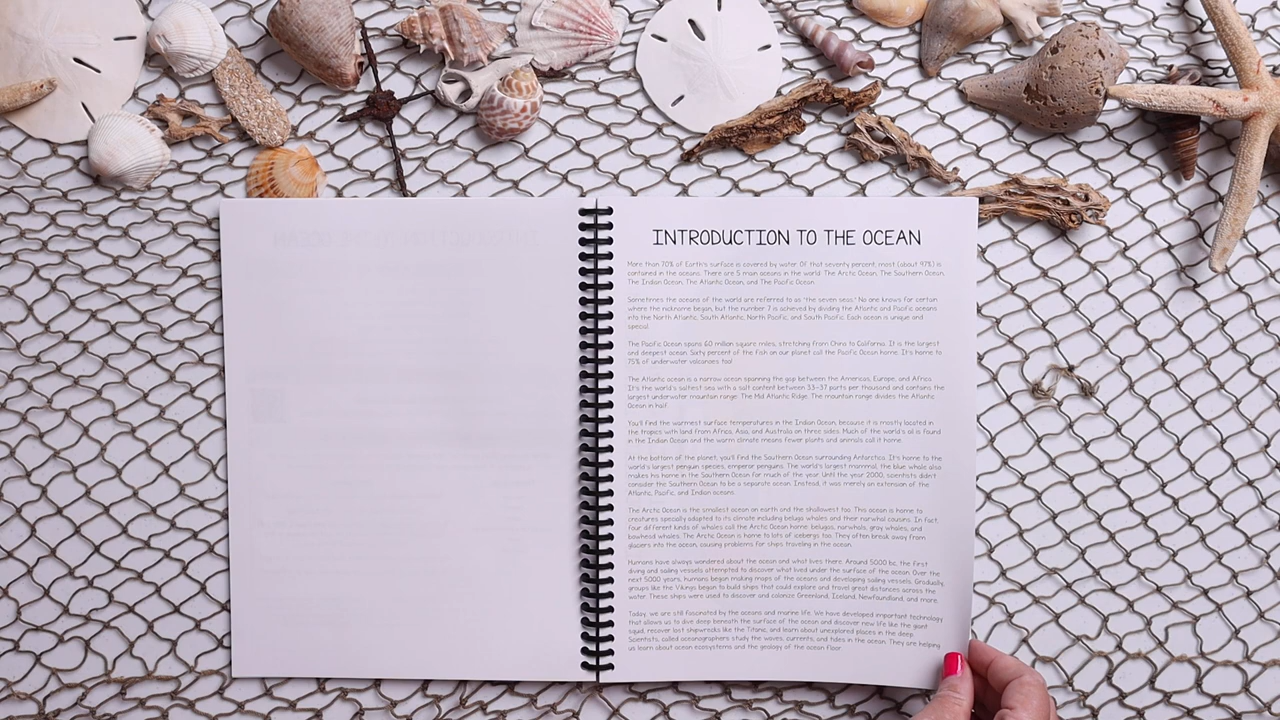 INTRODUCTION TO THE OCEAN
More than 70% of Earth's surface is covered by water. Of that seventy percent, most (about 97%) is
contained in the oceans. There are 5 main oceans in the world: The Arctic Ocean, The Southern Ocean,
The Indian Ocean, The Atlantic Ocean, and The Pacific Ocean.
Sometimes the oceans of the world are referred to as 'the seven seas.' No one knows for certain
where the nickname began, but the number 7 is achieved by dividing the Atlantic and Pacific oceans
into the North Atlantic, South Atlantic, North Pacific, and South Pacific. Each ocean is unique and
special.
The Pacific Ocean spans 60 million square miles, stretching from China to California. It is the largest
and deepest ocean. Sixty percent of the fish on our planet call the Pacific Ocean home. It's home to
75% of underwater volcanoes too!
The Atlantic ocean is a narrow ocean spanning the gap between the Americas, Europe, and Africa.
It's the world's saltiest sea with a salt content between 33-37 parts per thousand and contains the
largest underwater mountain range: The Mid Atlantic Ridge. The mountain range divides the Atlantic
Ocean in half.
You'll find the warmest surface temperatures in the Indian Ocean, because it is mostly located in
the tropics with land from Africa, Asia, and Australia on three sides. Much of the world's oil is found
in the Indian Ocean and the warm climate means fewer plants and animals call it home.
At the bottom of the planet, you'll find the Southern Ocean surrounding Antarctica. It's home to the
world's largest penguin species, emperor penguins. The world's largest mammal, the blue whale also
makes his home in the Southern Ocean for much of the year. Until the year 2000, scientists didn't
consider the Southern Ocean to be a separate ocean. Instead, it was merely an extension of the
Atlantic, Pacific, and Indian oceans.
The Arctic Ocean is the smallest ocean on earth and the shallowest too. This ocean is home to
creatures specially adapted to its climate including beluga whales and their narwhal cousins. In fact,
four different kinds of whales call the Arctic Ocean home: belugas, narwhals, gray whales, and
bowhead whales. The Arctic Ocean is home to lots of icebergs too. They often break away from
glaciers into the ocean, causing problems for ships traveling in the ocean.
Humans have always wondered about the ocean and what lives there. Around 5000 bc, the first
diving and sailing vessels attempted to discover what lived under the surface of the ocean. Over the
next 5000 years, humans began making maps of the oceans and developing sailing vessels. Gradually,
groups like the Vikings began to build ships that could explore and travel great distances across the
water. These ships were used to discover and colonize Greenland, Iceland, Newfoundland, and more.
Today, we are still fascinated by the oceans and marine life. We have developed important technology
that allows us to dive deep beneath the surface of the ocean and discover new life like the giant
squid, recover lost shipwrecks like the Titanic, and learn about unexplored places in the deep.
Scientists, called oceanographers study the waves, currents, and tides in the ocean. They are helping
us learn about ocean ecosystems and the geology of the ocean floor.